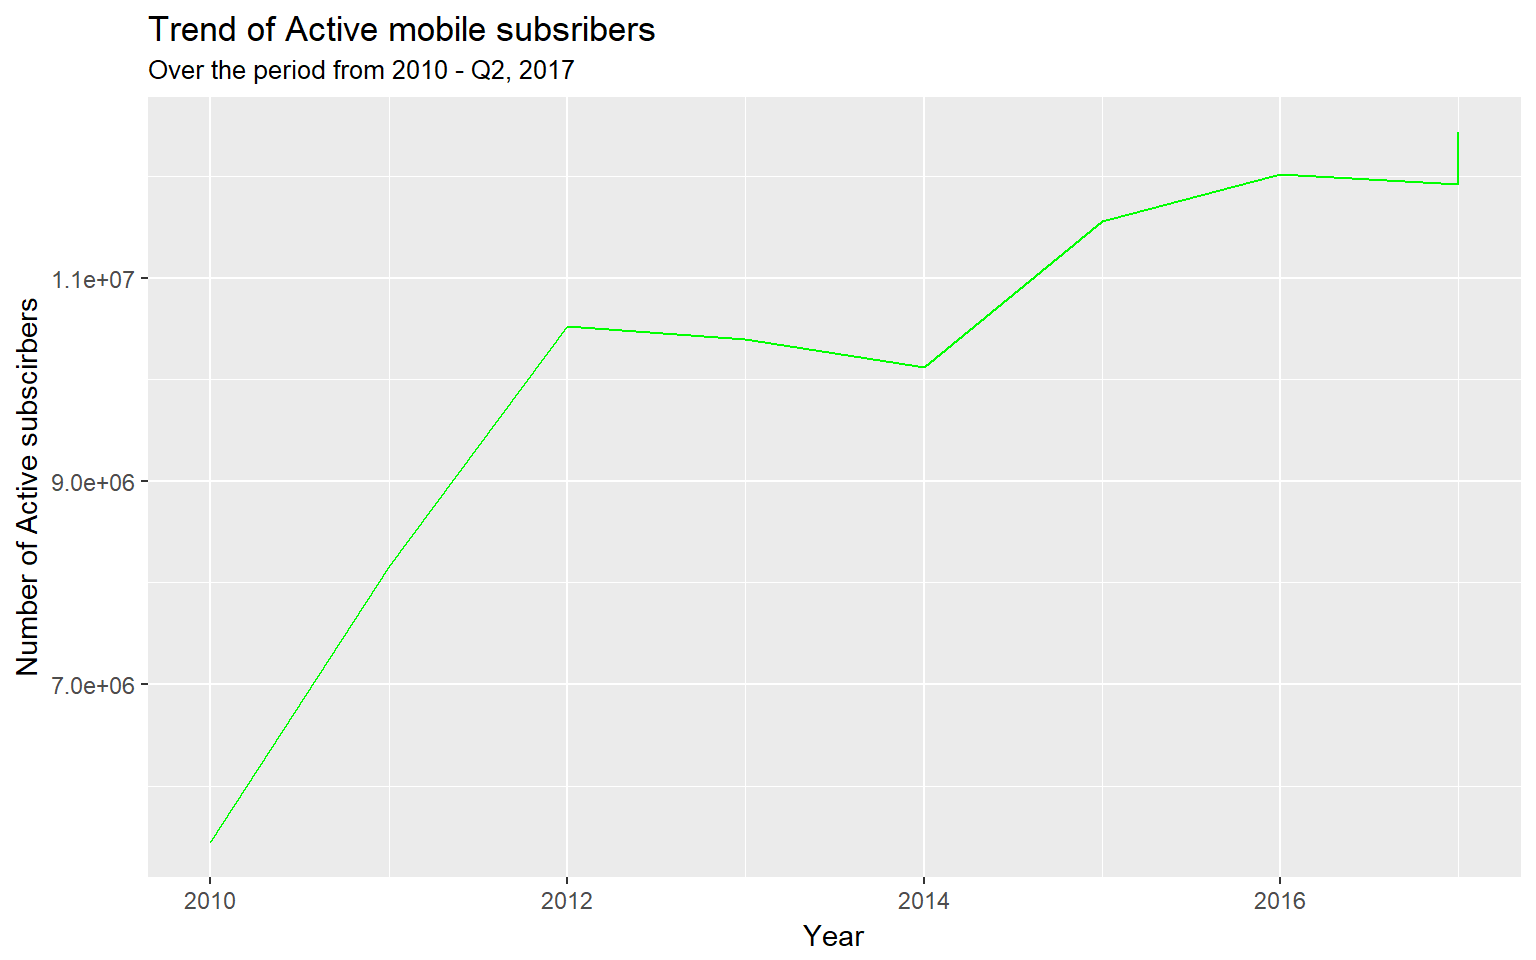 Trend of Active mobile subsribers
Over the period from 2010 - Q2, 2017
Number of Active subscirbers
1.1e+07
9.0e+06
7.0e+06
2010
2012
2014
2016
Year